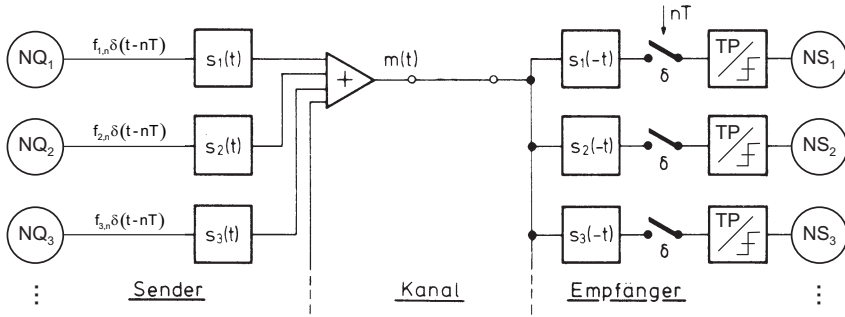 nT
NQ₁ f₁,ₙδ(t-nT) s₁(t) + m(t) s₁(-t) δ TP NS₁
NQ₂ f₂,ₙδ(t-nT) s₂(t) s₂(-t) δ TP NS₂
NQ₃ f₃,ₙδ(t-nT) s₃(t) s₃(-t) δ TP NS₃
⋮ Sender Kanal Empfänger ⋮